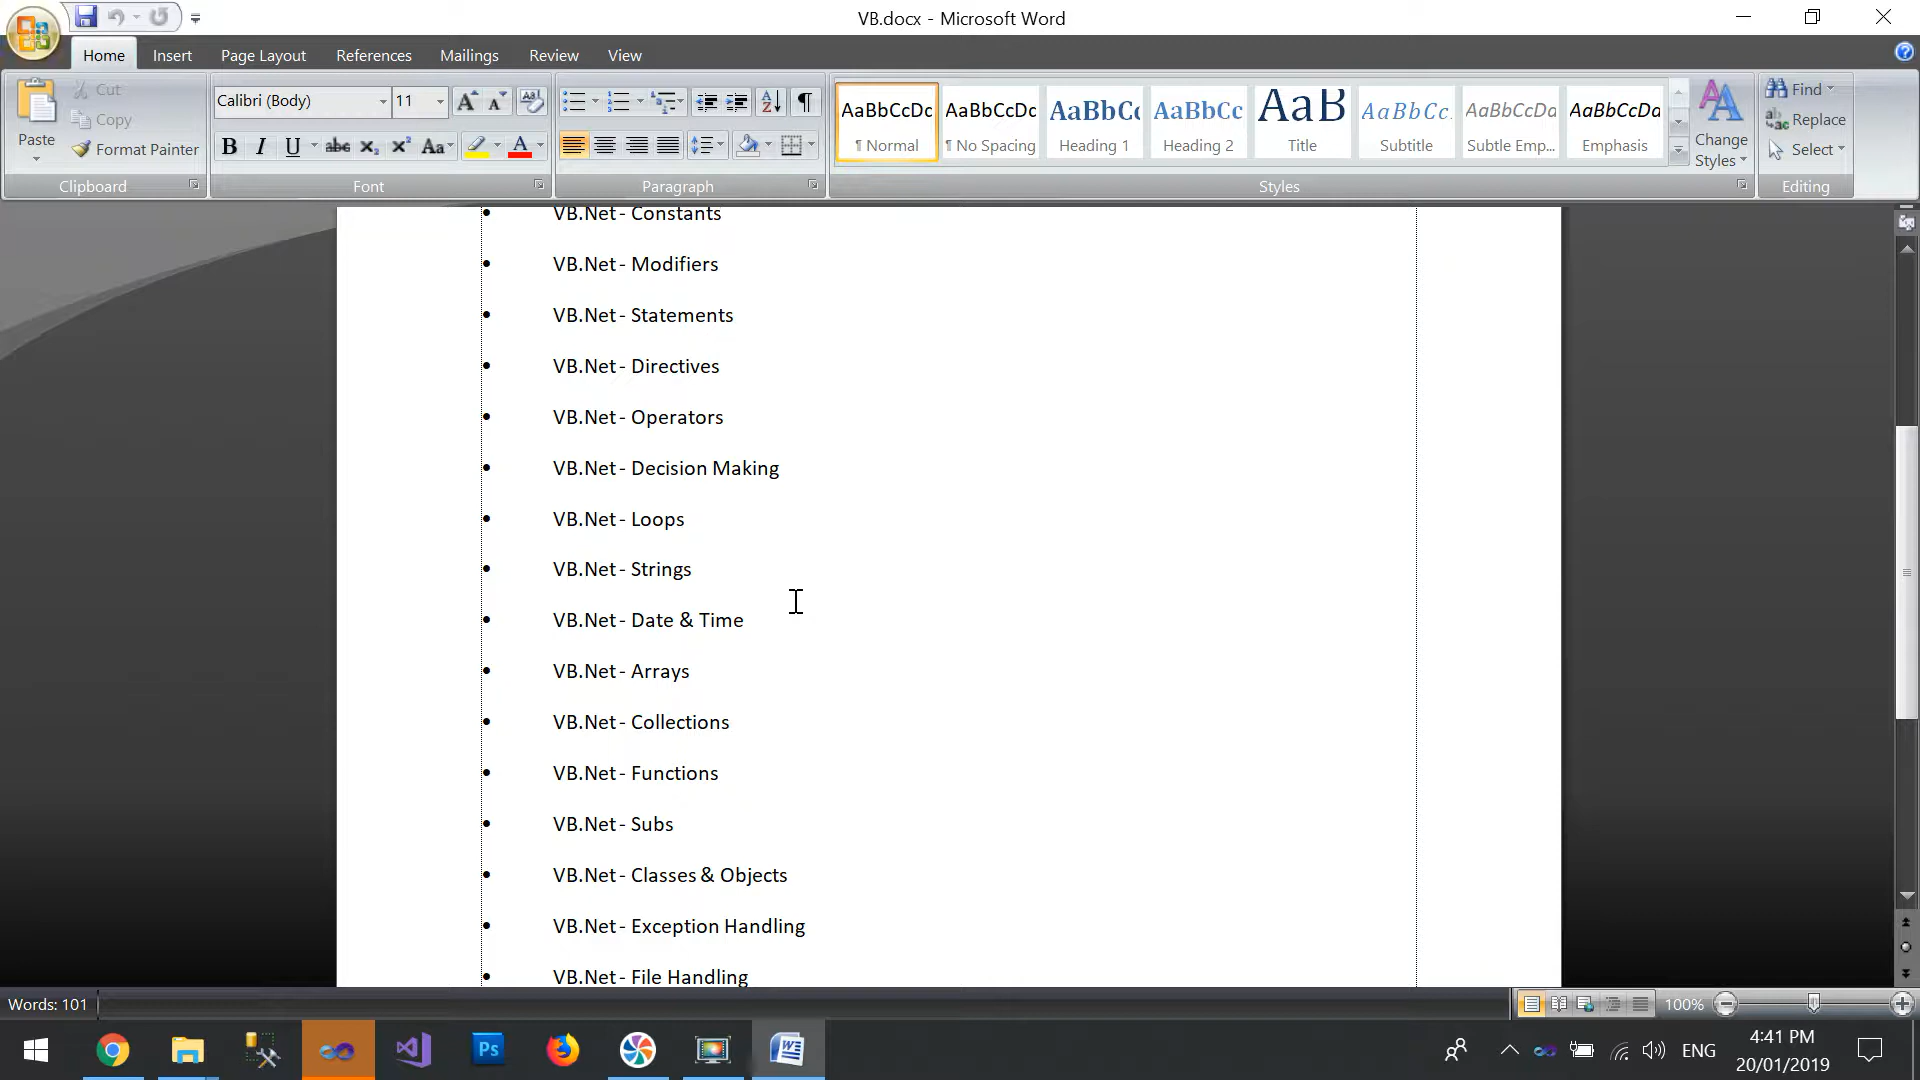 VB.docx - Microsoft Word
Home Insert Page Layout References Mailings Review View
Paste
Cut
Copy
Format Painter
Clipboard
Calibri (Body) 11
B I U abc X₂ X² Aa A
Font
Paragraph
AaBbCcDc AaBbCcDc AaBbCc AaBbCc AaB AaBbCc. AaBbCcDa AaBbCcDa
¶ Normal ¶ No Spacing Heading 1 Heading 2 Title Subtitle Subtle Emp... Emphasis
Change Styles
Styles
Find
Replace
Select
Editing
• VB.Net - Constants
• VB.Net - Modifiers
• VB.Net - Statements
• VB.Net - Directives
• VB.Net - Operators
• VB.Net - Decision Making
• VB.Net - Loops
• VB.Net - Strings
• VB.Net - Date & Time
• VB.Net - Arrays
• VB.Net - Collections
• VB.Net - Functions
• VB.Net - Subs
• VB.Net - Classes & Objects
• VB.Net - Exception Handling
• VB.Net - File Handling
Words: 101
100%
Ps
ENG
4:41 PM
20/01/2019